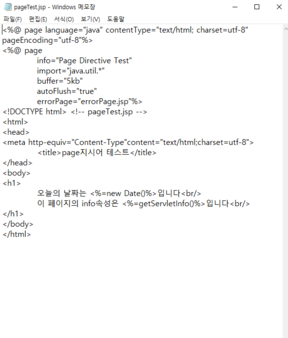 pageTest.jsp - Windows 메모장
파일(F) 편집(E) 서식(O) 보기(V) 도움말
<%@ page language="java" contentType="text/html; charset=utf-8"
pageEncoding="utf-8"%>
<%@ page
info="Page Directive Test"
import="java.util.*"
buffer="5kb"
autoFlush="true"
errorPage="errorPage.jsp"%>
<!DOCTYPE html> <!-- pageTest.jsp -->
<html>
<head>
<meta http-equiv="Content-Type"content="text/html;charset=utf-8">
<title>page지시어 테스트</title>
</head>
<body>
<h1>
오늘의 날짜는 <%=new Date()%>입니다<br/>
이 페이지의 info속성은 <%=getServletInfo()%>입니다<br/>
</h1>
</body>
</html>